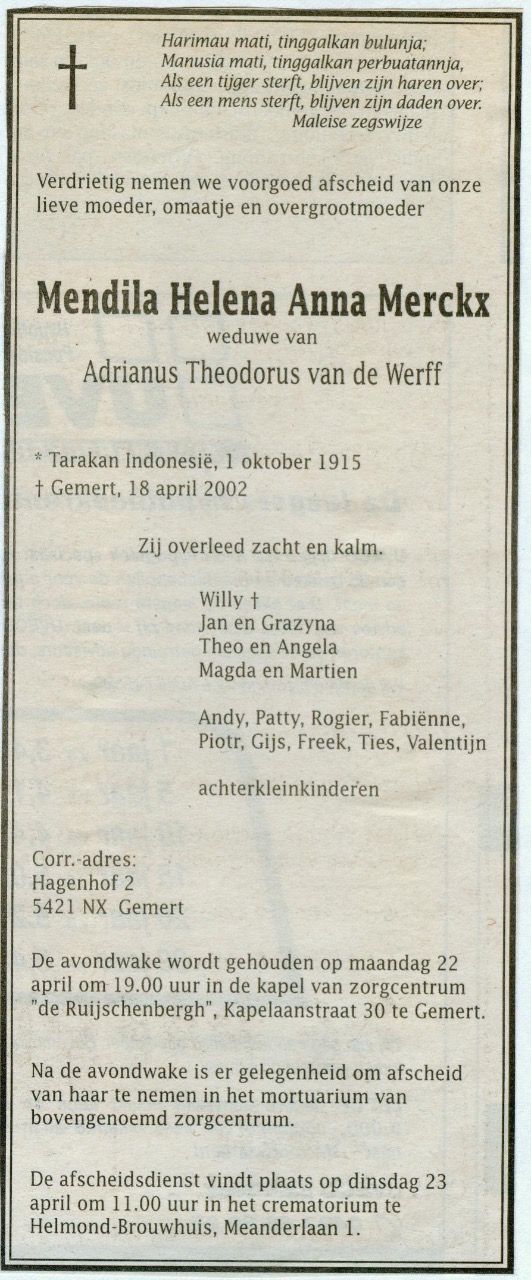 Harimau mati, tinggalkan bulunja;
Manusia mati, tinggalkan perbuatannja,
Als een tijger sterft, blijven zijn haren over;
Als een mens sterft, blijven zijn daden over.
Maleise zegswijze
Verdrietig nemen we voorgoed afscheid van onze
lieve moeder, omaatje en overgrootmoeder
Mendila Helena Anna Merckx
weduwe van
Adrianus Theodorus van de Werff
* Tarakan Indonesië, 1 oktober 1915
† Gemert, 18 april 2002
Zij overleed zacht en kalm.
Willy †
Jan en Grazyna
Theo en Angela
Magda en Martien
Andy, Patty, Rogier, Fabiënne,
Piotr, Gijs, Freek, Ties, Valentijn
achterkleinkinderen
Corr.-adres:
Hagenhof 2
5421 NX Gemert
De avondwake wordt gehouden op maandag 22
april om 19.00 uur in de kapel van zorgcentrum
"de Ruijschenbergh", Kapelaanstraat 30 te Gemert.
Na de avondwake is er gelegenheid om afscheid
van haar te nemen in het mortuarium van
bovengenoemd zorgcentrum.
De afscheidsdienst vindt plaats op dinsdag 23
april om 11.00 uur in het crematorium te
Helmond-Brouwhuis, Meanderlaan 1.